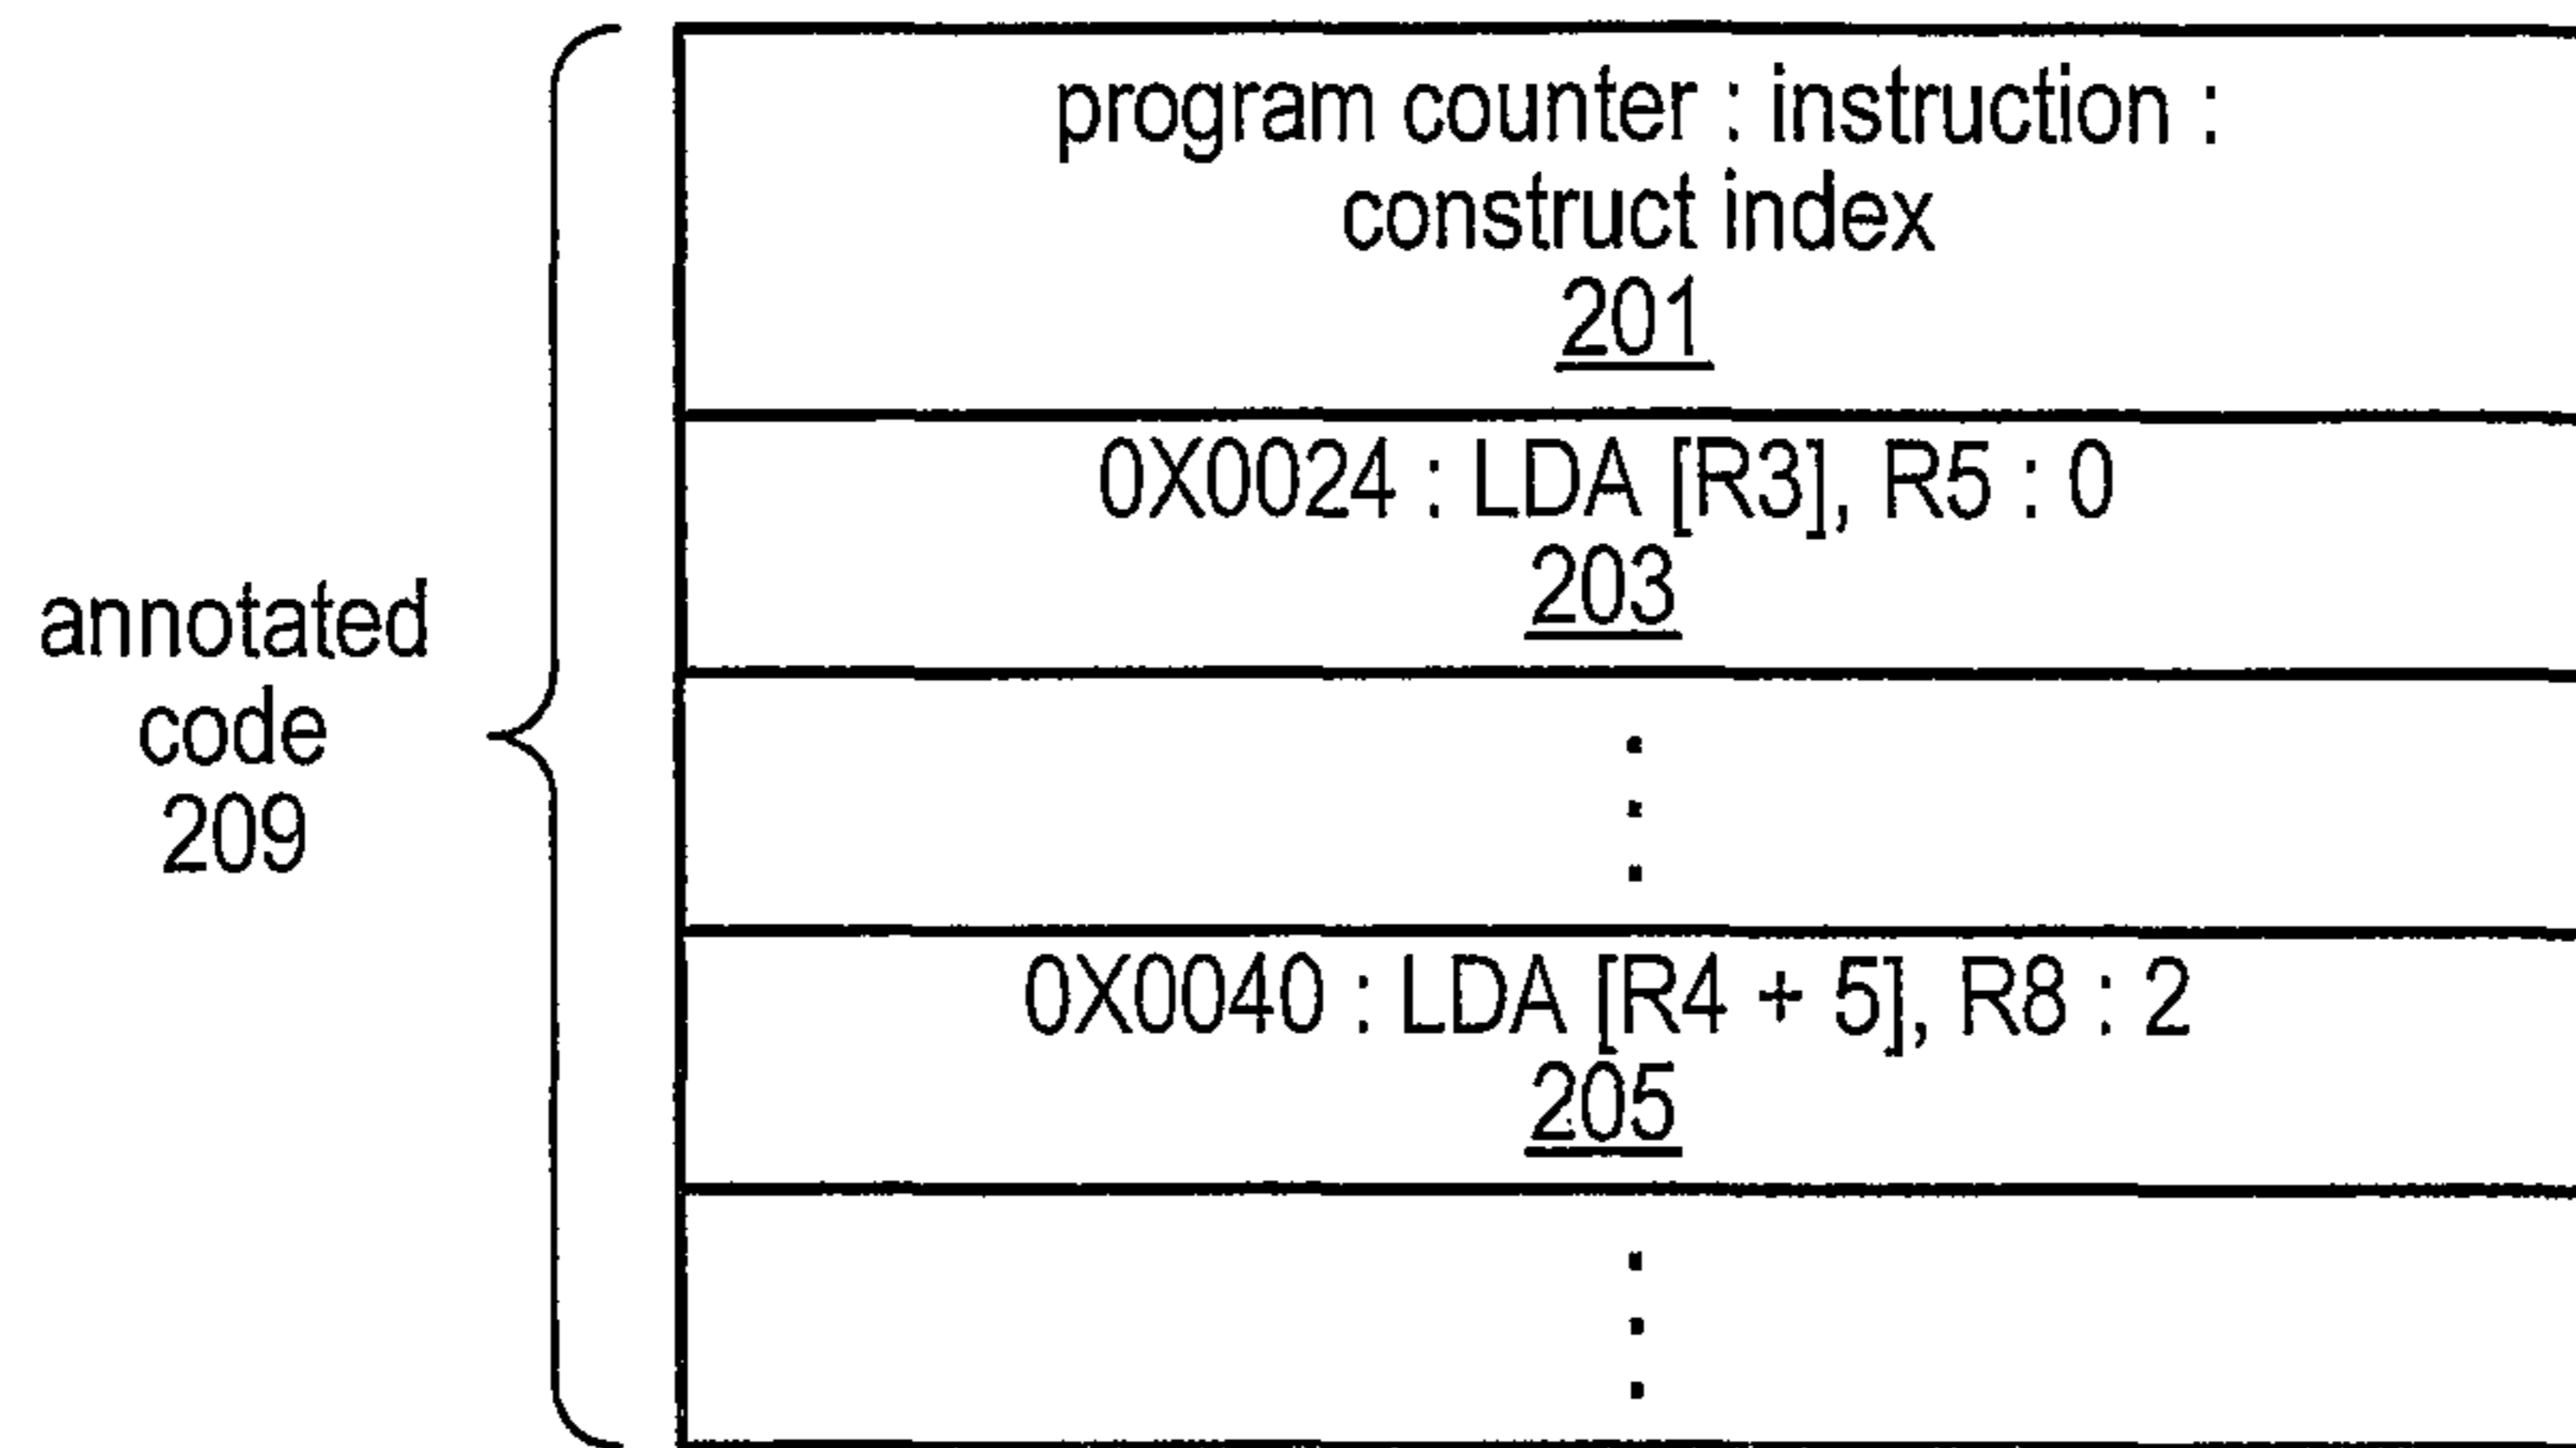 annotated
code
209
program counter : instruction :
construct index
201
0X0024 : LDA [R3], R5 : 0
203
0X0040 : LDA [R4 + 5], R8 : 2
205